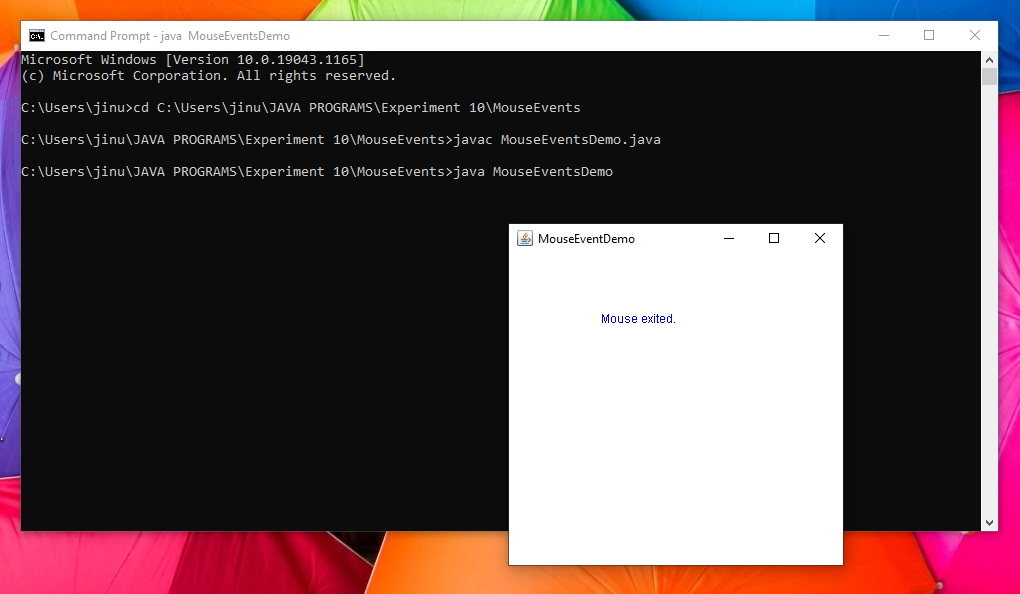 Command Prompt - java  MouseEventsDemo
Microsoft Windows [Version 10.0.19043.1165]
(c) Microsoft Corporation. All rights reserved.
C:\Users\jinu>cd C:\Users\jinu\JAVA PROGRAMS\Experiment 10\MouseEvents
C:\Users\jinu\JAVA PROGRAMS\Experiment 10\MouseEvents>javac MouseEventsDemo.java
C:\Users\jinu\JAVA PROGRAMS\Experiment 10\MouseEvents>java MouseEventsDemo
MouseEventDemo
Mouse exited.